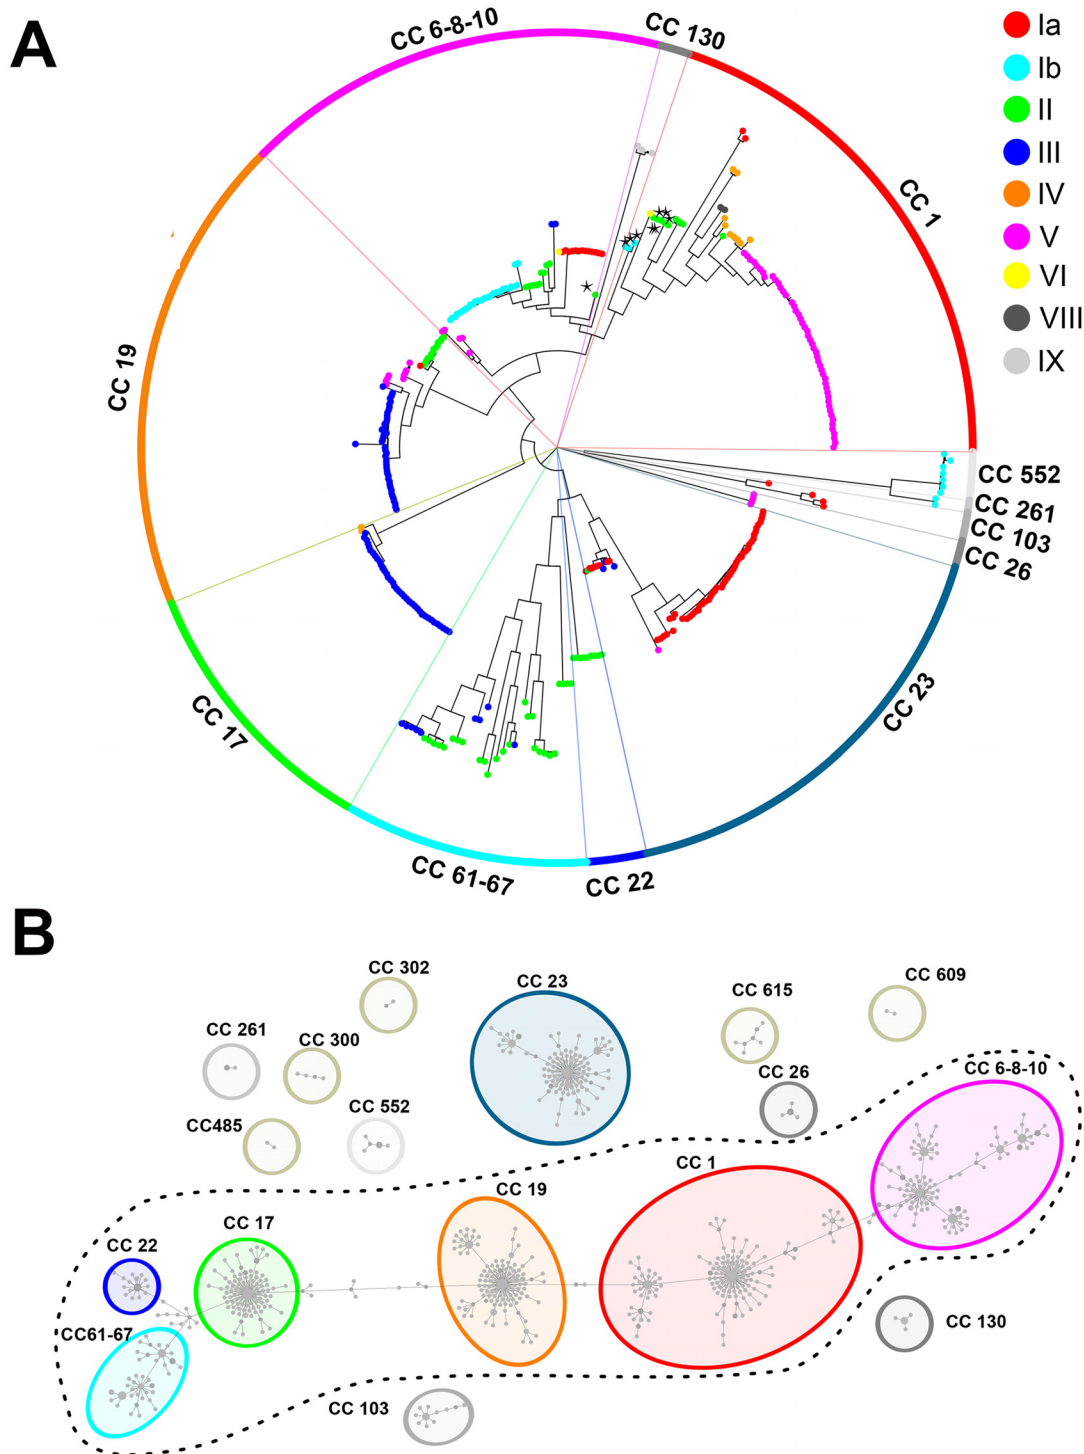 A
CC 6-8-10
CC 130
Ia
Ib
II
III
IV
V
VI
VIII
IX
CC 1
CC 19
CC 552
CC 261
CC 103
CC 26
CC 17
CC 23
CC 61-67
CC 22
B
CC 302
CC 23
CC 615
CC 609
CC 261
CC 300
CC 26
CC 6-8-10
CC485
CC 552
CC 1
CC 19
CC 17
CC 22
CC61-67
CC 130
CC 103